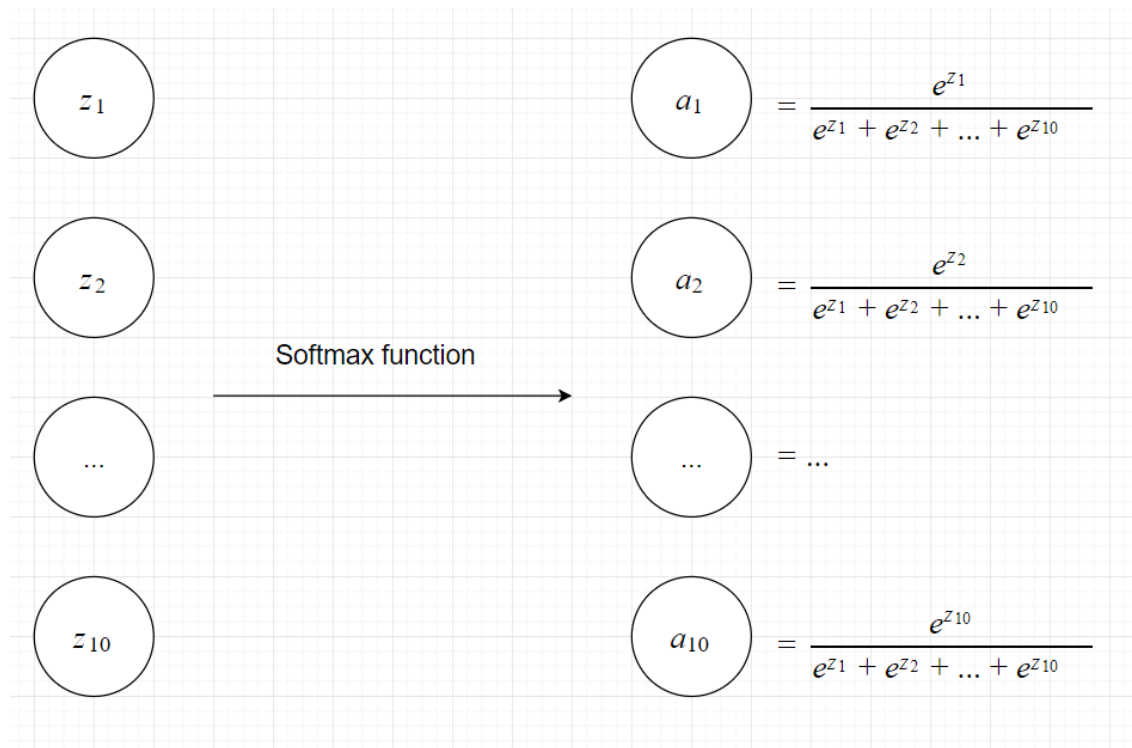 z₁
a₁ = e^{z₁} / (e^{z₁} + e^{z₂} + ... + e^{z₁₀})
z₂
a₂ = e^{z₂} / (e^{z₁} + e^{z₂} + ... + e^{z₁₀})
Softmax function
...
... = ...
z₁₀
a₁₀ = e^{z₁₀} / (e^{z₁} + e^{z₂} + ... + e^{z₁₀})